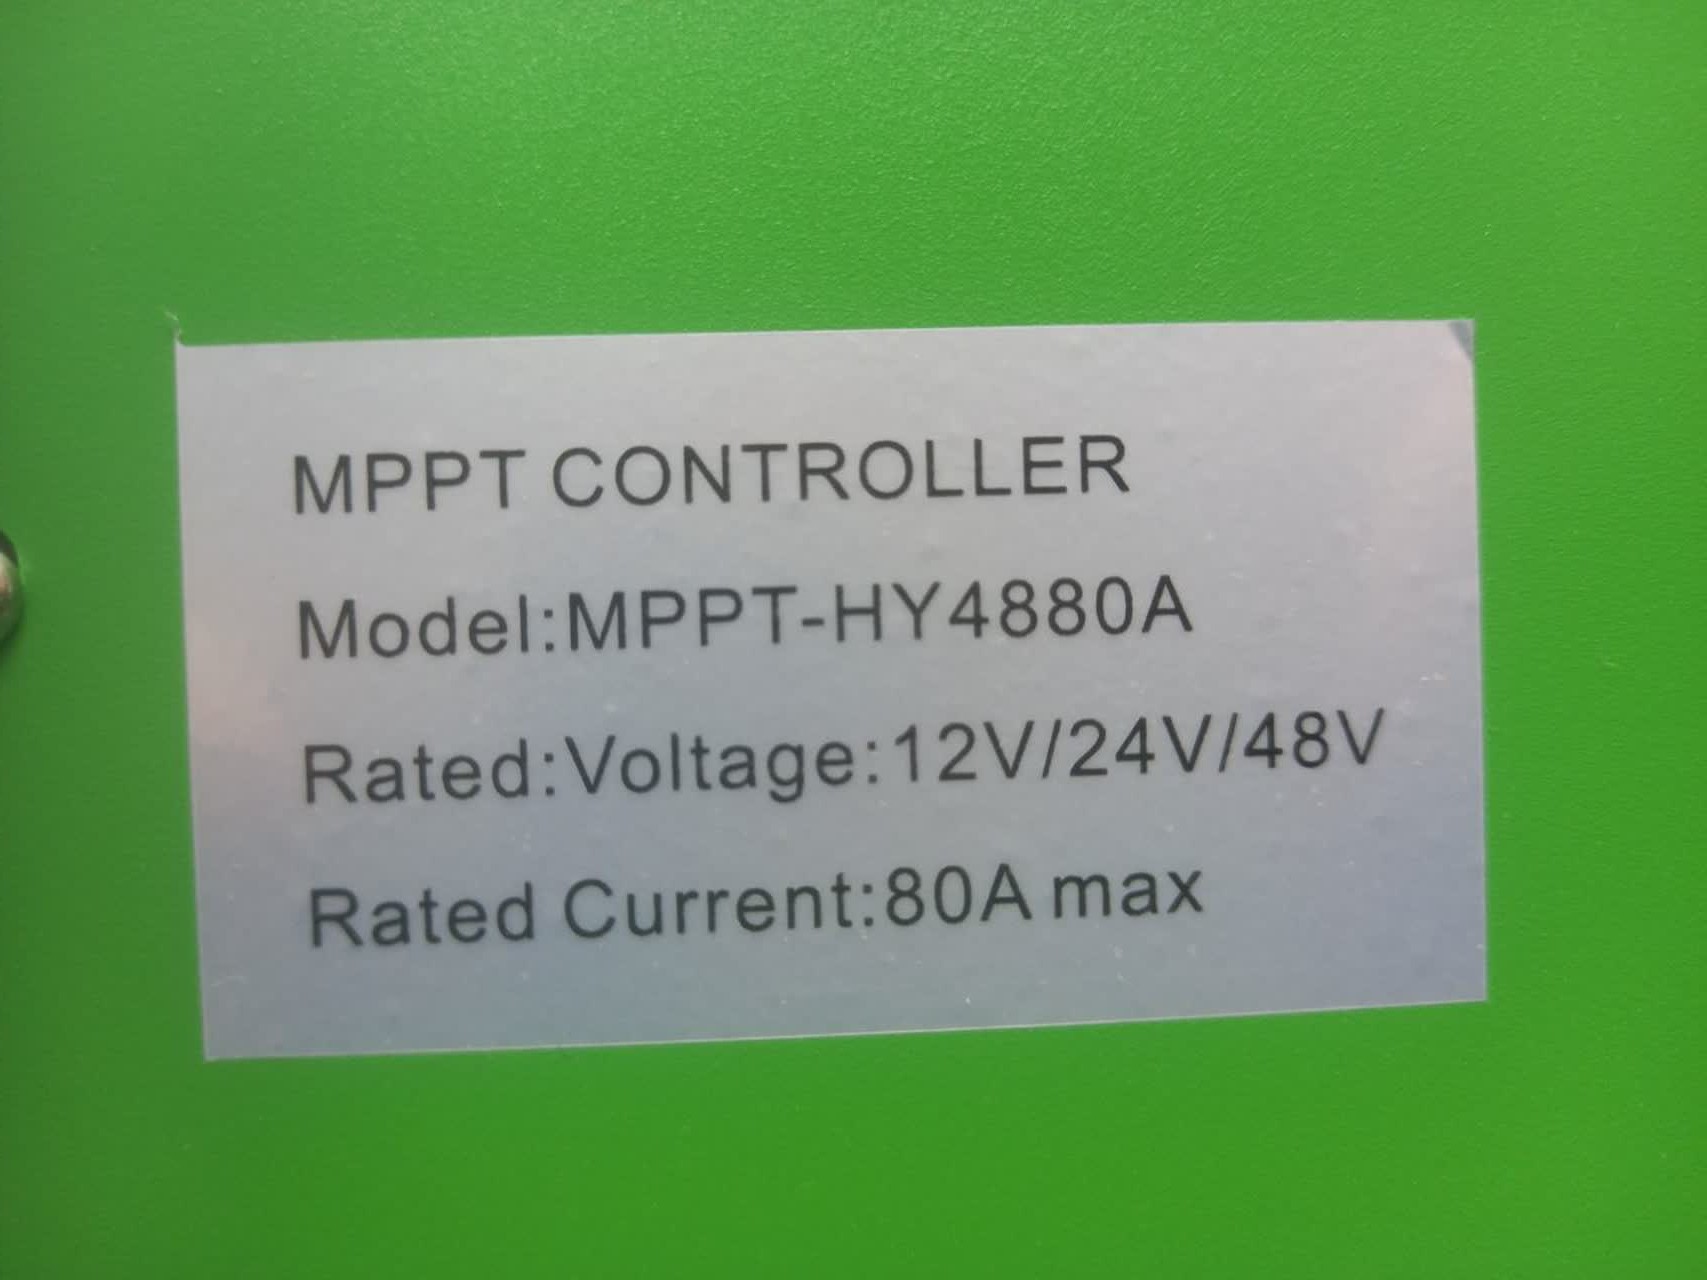 MPPT CONTROLLER
Model:MPPT-HY4880A
Rated:Voltage:12V/24V/48V
Rated Current:80A max